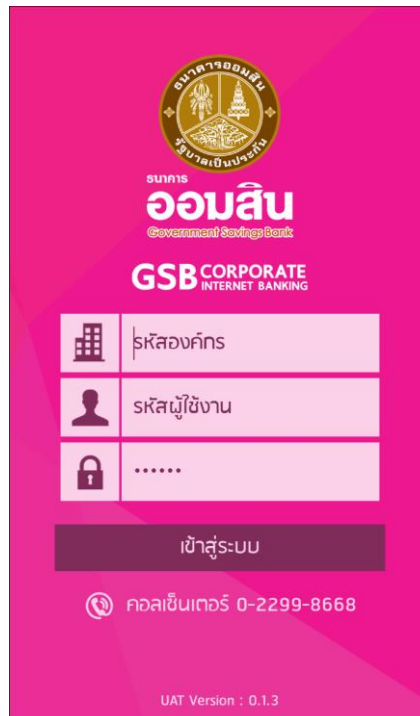 ธนาคารออมสิน
รัฐบาลเป็นประกัน
ธนาคาร
ออมสิน
Government Savings Bank
GSB CORPORATE
INTERNET BANKING
รหัสองค์กร
รหัสผู้ใช้งาน
••••••
เข้าสู่ระบบ
คอลเซ็นเตอร์ 0-2299-8668
UAT Version : 0.1.3